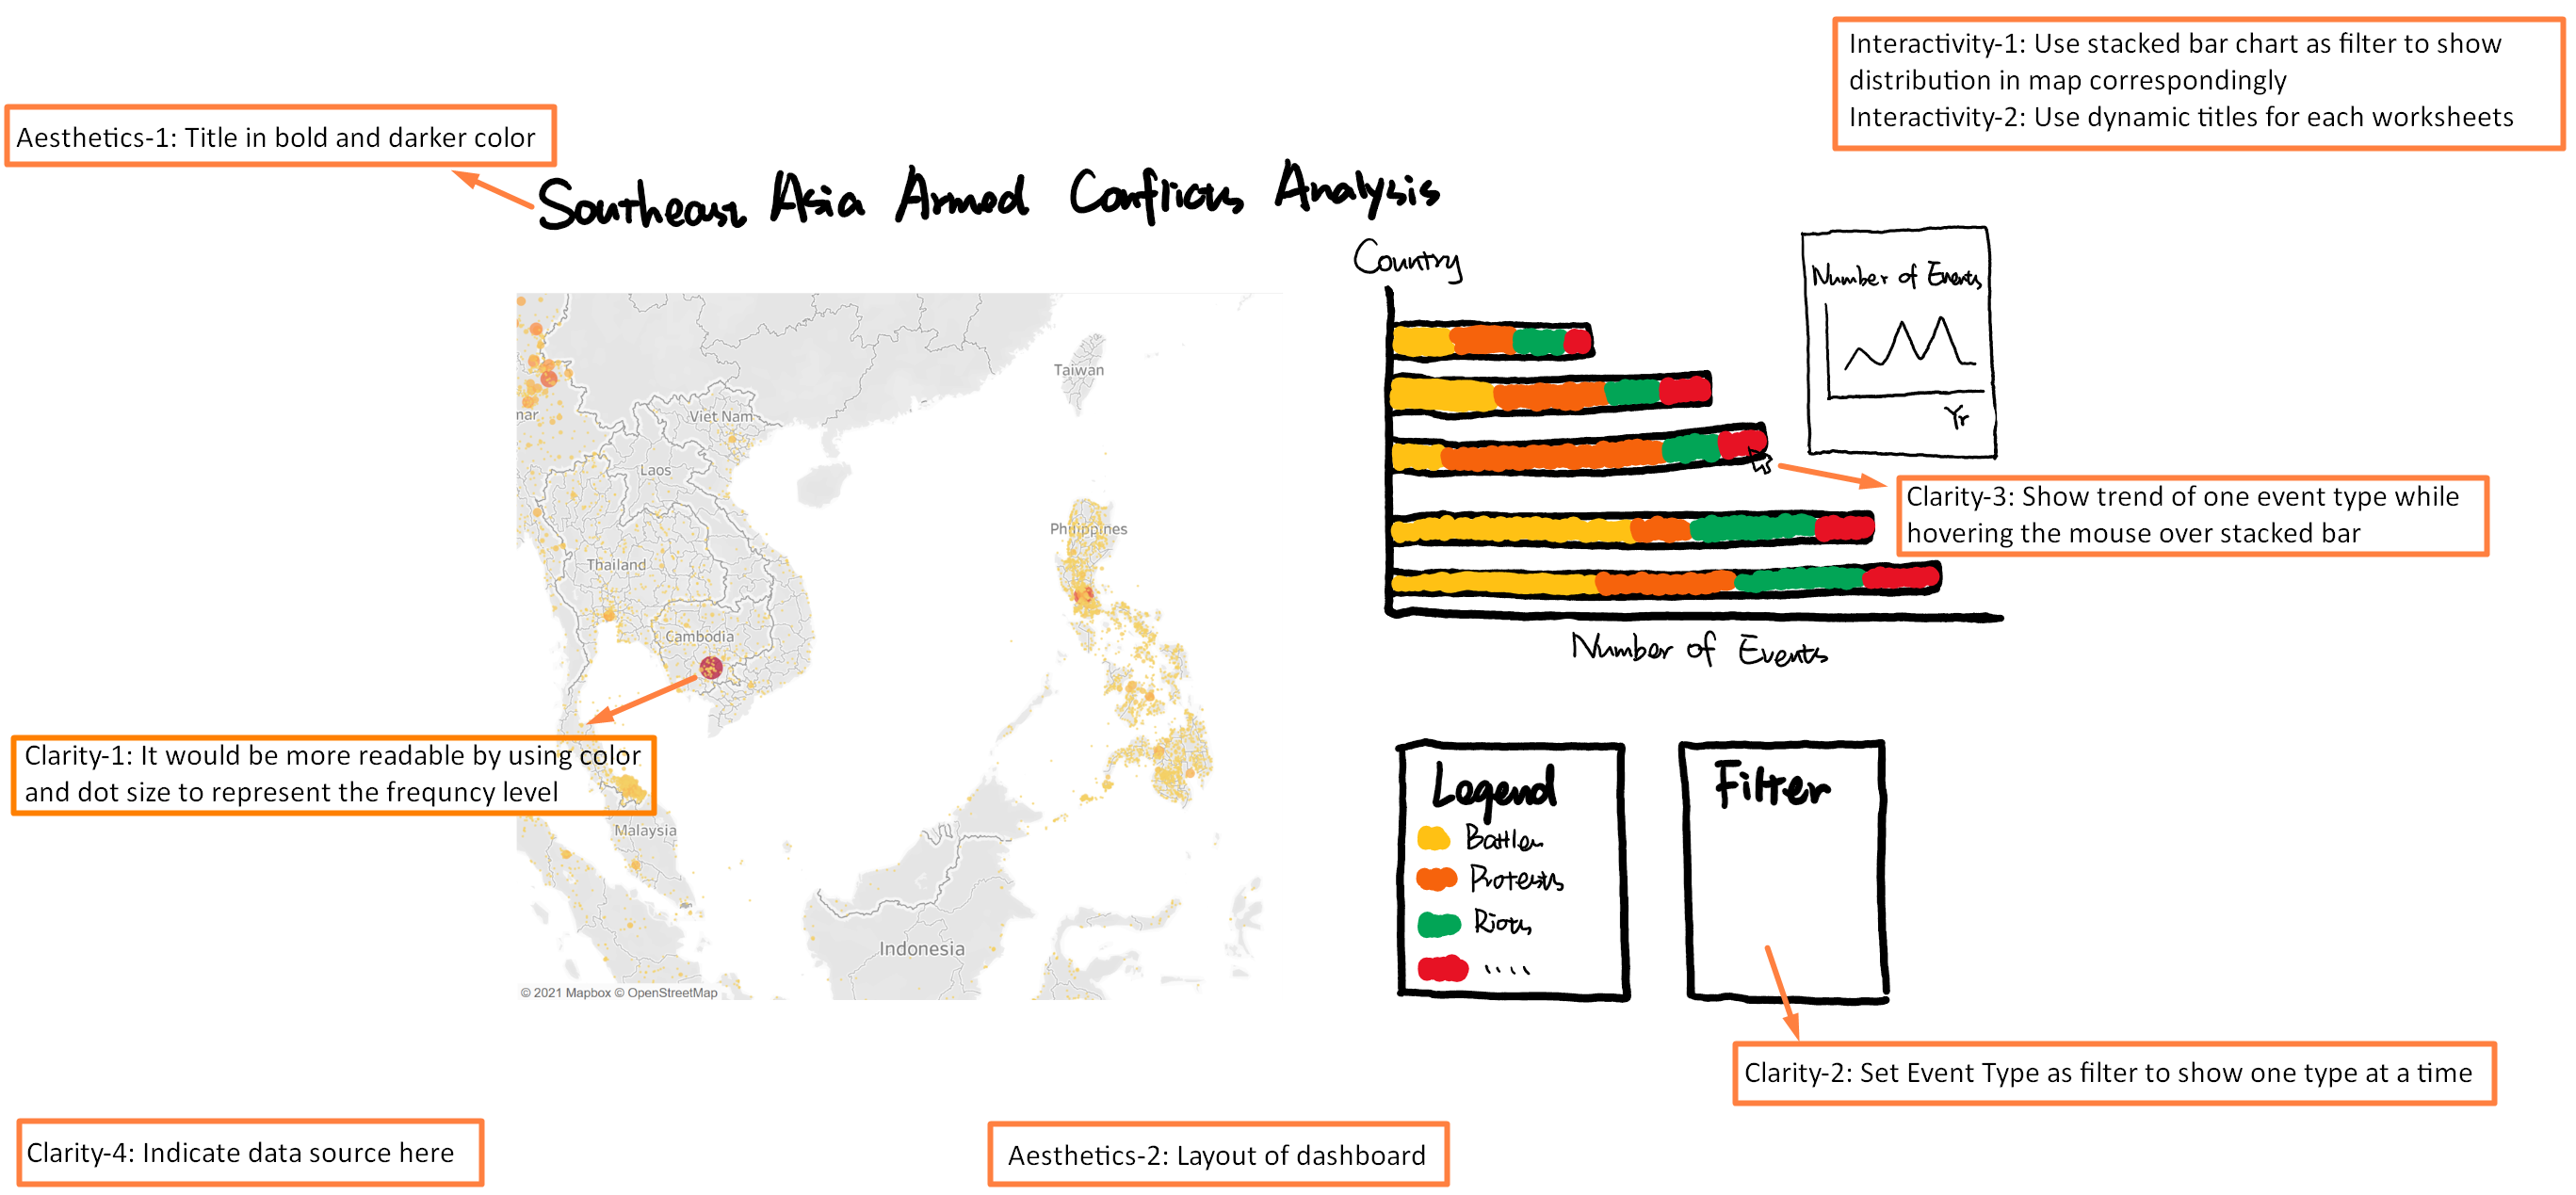 Interactivity-1: Use stacked bar chart as filter to show
distribution in map correspondingly
Interactivity-2: Use dynamic titles for each worksheets
Aesthetics-1: Title in bold and darker color
Southeast Asia Armed Conflicts Analysis
Country
Number of Events
Yr
Taiwan
mar
Viet Nam
Laos
Philippines
Thailand
Cambodia
Clarity-3: Show trend of one event type while
hovering the mouse over stacked bar
Number of Events
Clarity-1: It would be more readable by using color
and dot size to represent the frequncy level
Malaysia
Indonesia
© 2021 Mapbox © OpenStreetMap
Legend
Battles
Protests
Riots
....
Filter
Clarity-2: Set Event Type as filter to show one type at a time
Clarity-4: Indicate data source here
Aesthetics-2: Layout of dashboard